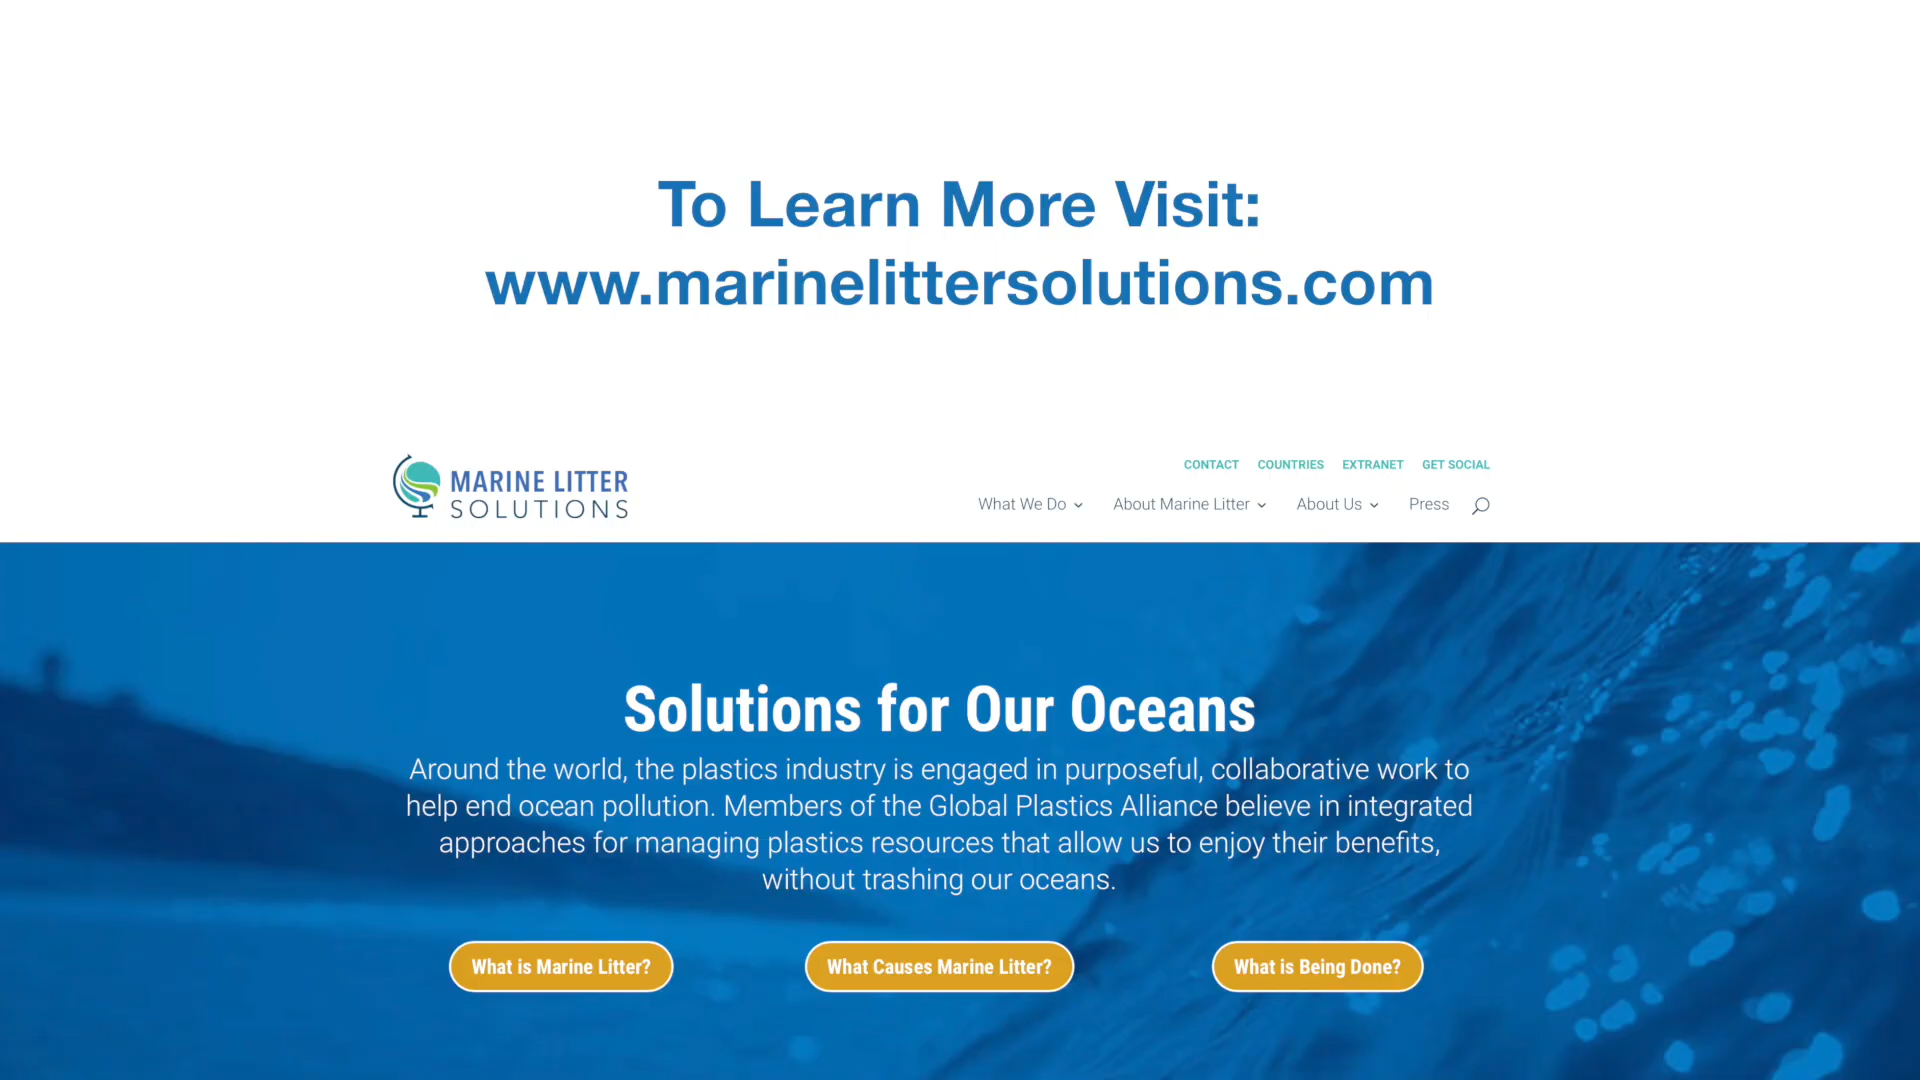 To Learn More Visit:
www.marinelittersolutions.com
MARINE LITTER
SOLUTIONS
CONTACT COUNTRIES EXTRANET GET SOCIAL
What We Do About Marine Litter About Us Press
Solutions for Our Oceans
Around the world, the plastics industry is engaged in purposeful, collaborative work to
help end ocean pollution. Members of the Global Plastics Alliance believe in integrated
approaches for managing plastics resources that allow us to enjoy their benefits,
without trashing our oceans.
What is Marine Litter? What Causes Marine Litter? What is Being Done?